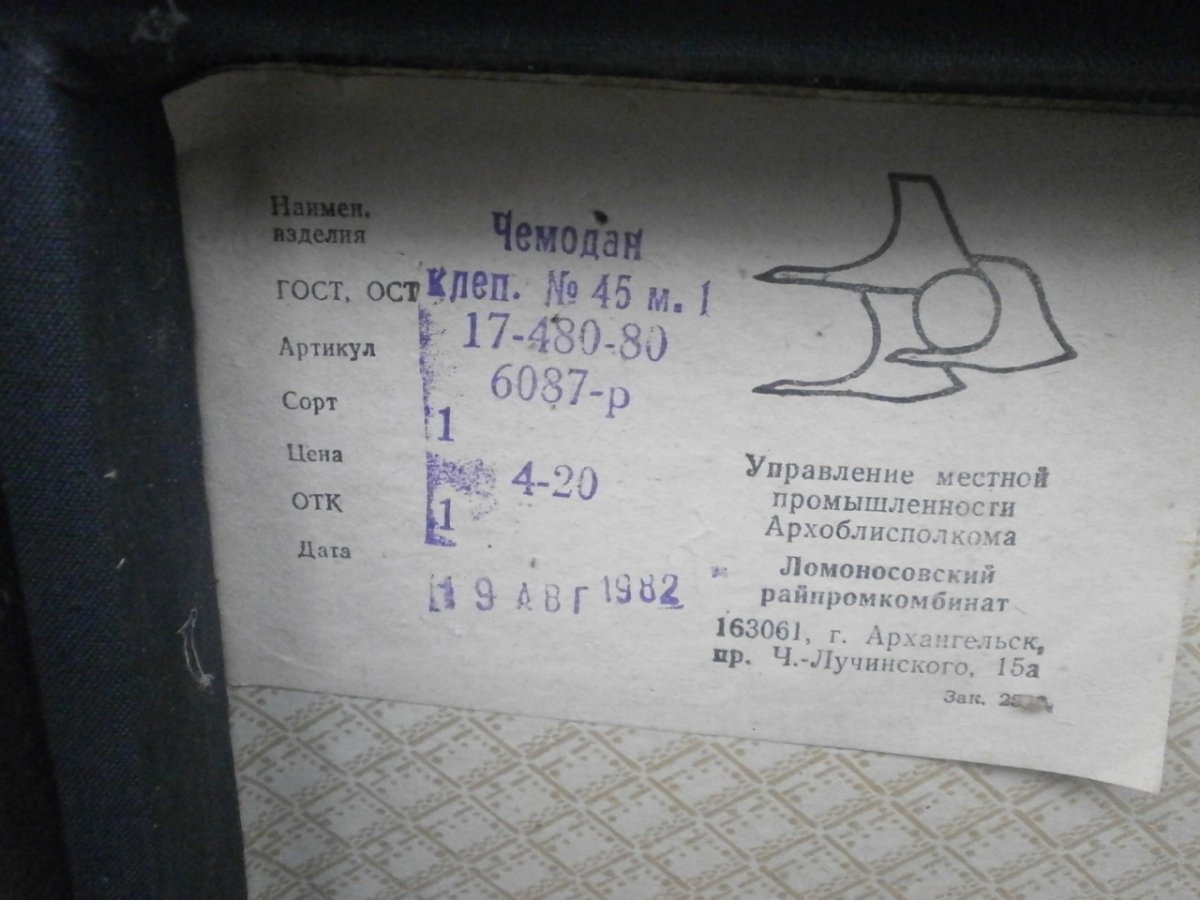 Наимен.
изделия
Чемодан
ГОСТ, ОСТ клеп. № 45 м. 1
17-480-80
Артикул
6087-р
Сорт
1
Цена
4-20
ОТК
1
Дата
19 АВГ 1982
Управление местной
промышленности
Архоблисполкома
Ломоносовский
райпромкомбинат
163061, г. Архангельск,
пр. Ч.-Лучинского, 15а
Зак.